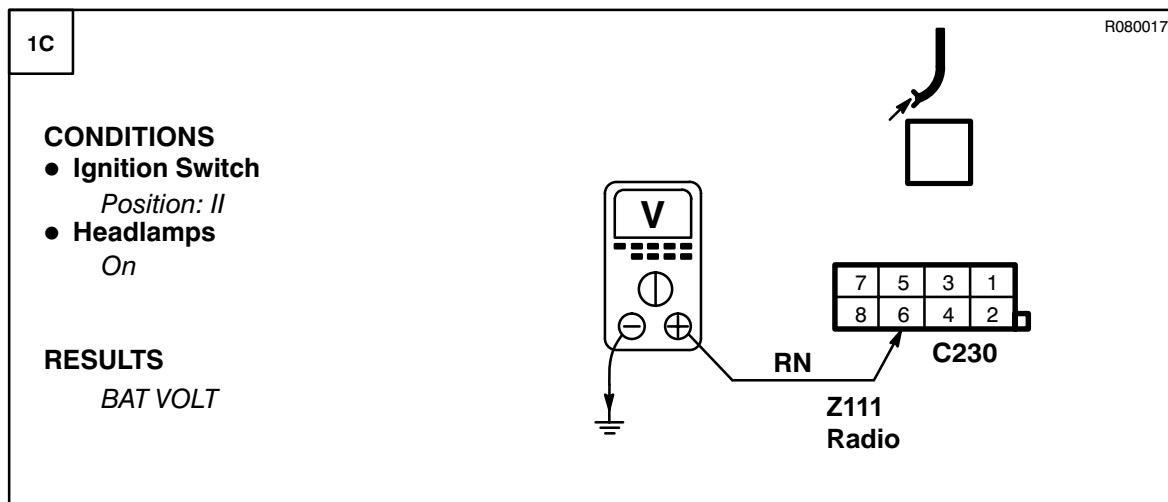 1C
R080017
CONDITIONS
● Ignition Switch
Position: II
● Headlamps
On
RESULTS
BAT VOLT
V
7 5 3 1
8 6 4 2
C230
RN
Z111
Radio